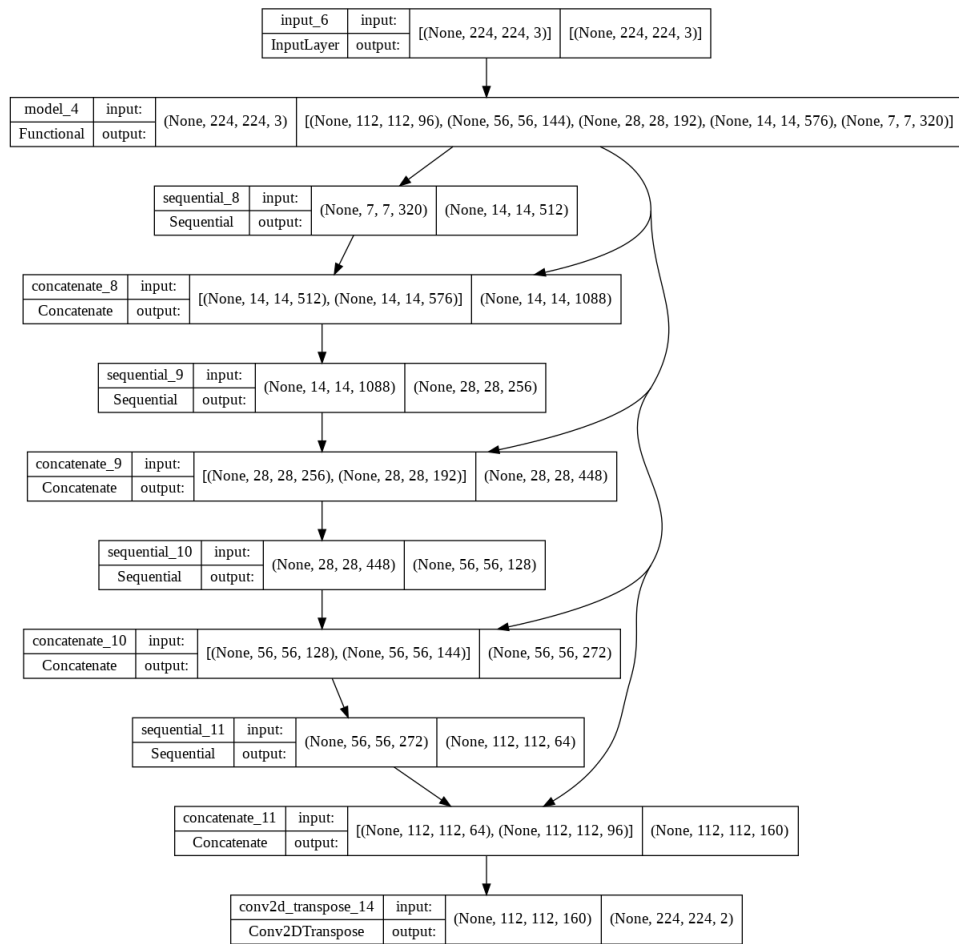 input_6 input: [(None, 224, 224, 3)] [(None, 224, 224, 3)]
InputLayer output:
model_4 input: (None, 224, 224, 3) [(None, 112, 112, 96), (None, 56, 56, 144), (None, 28, 28, 192), (None, 14, 14, 576), (None, 7, 7, 320)]
Functional output:
sequential_8 input: (None, 7, 7, 320) (None, 14, 14, 512)
Sequential output:
concatenate_8 input: [(None, 14, 14, 512), (None, 14, 14, 576)] (None, 14, 14, 1088)
Concatenate output:
sequential_9 input: (None, 14, 14, 1088) (None, 28, 28, 256)
Sequential output:
concatenate_9 input: [(None, 28, 28, 256), (None, 28, 28, 192)] (None, 28, 28, 448)
Concatenate output:
sequential_10 input: (None, 28, 28, 448) (None, 56, 56, 128)
Sequential output:
concatenate_10 input: [(None, 56, 56, 128), (None, 56, 56, 144)] (None, 56, 56, 272)
Concatenate output:
sequential_11 input: (None, 56, 56, 272) (None, 112, 112, 64)
Sequential output:
concatenate_11 input: [(None, 112, 112, 64), (None, 112, 112, 96)] (None, 112, 112, 160)
Concatenate output:
conv2d_transpose_14 input: (None, 112, 112, 160) (None, 224, 224, 2)
Conv2DTranspose output: